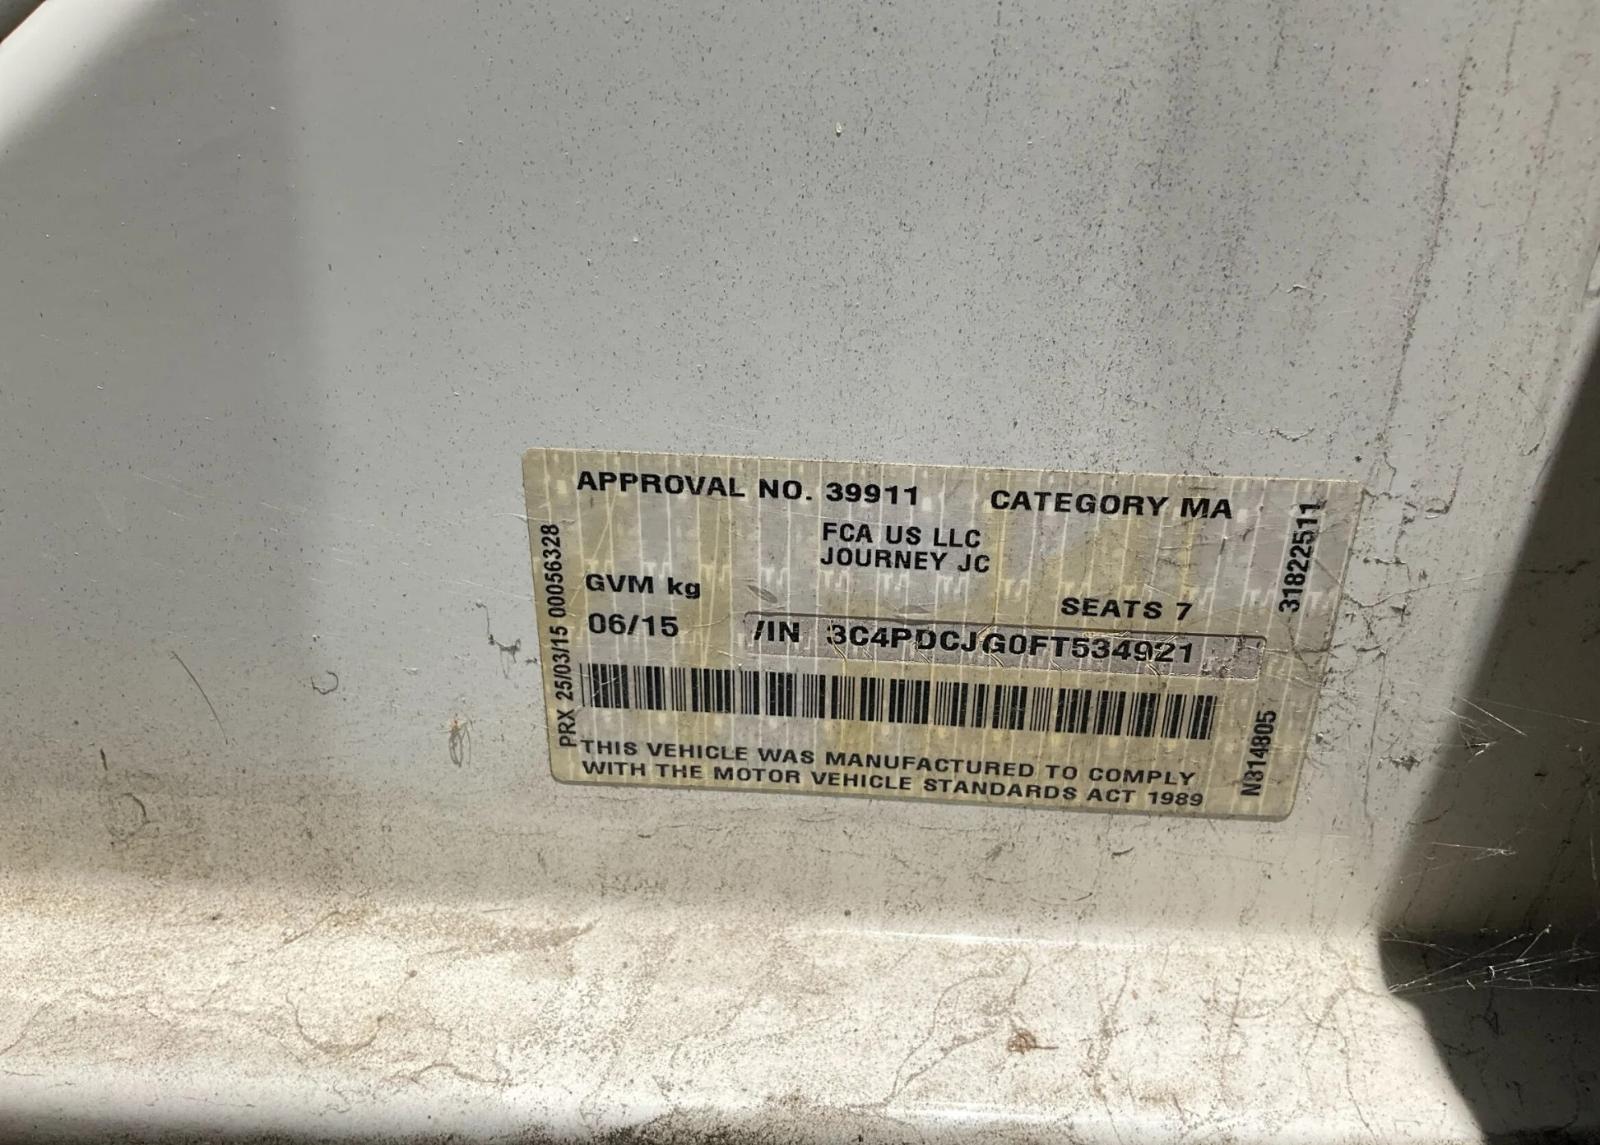 APPROVAL NO. 39911 CATEGORY MA
FCA US LLC
JOURNEY JC
GVM kg
SEATS 7
06/15
/IN 3C4PDCJG0FT534921
THIS VEHICLE WAS MANUFACTURED TO COMPLY
WITH THE MOTOR VEHICLE STANDARDS ACT 1989
PRX 25/03/15 00056328
31822511
N314805